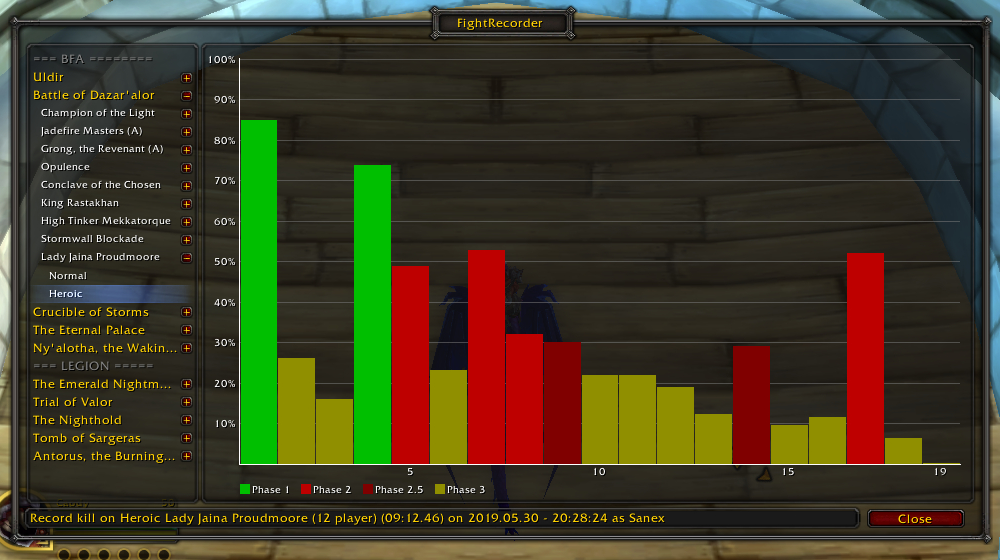 FightRecorder
=== BFA ========
Uldir
Battle of Dazar'alor
Champion of the Light
Jadefire Masters (A)
Grong, the Revenant (A)
Opulence
Conclave of the Chosen
King Rastakhan
High Tinker Mekkatorque
Stormwall Blockade
Lady Jaina Proudmoore
Normal
Heroic
Crucible of Storms
The Eternal Palace
Ny'alotha, the Wakin...
=== LEGION =====
The Emerald Nightm...
Trial of Valor
The Nighthold
Tomb of Sargeras
Antorus, the Burning...
100%
90%
80%
70%
60%
50%
40%
30%
20%
10%
5 10 15 19
Phase 1 Phase 2 Phase 2.5 Phase 3
Record kill on Heroic Lady Jaina Proudmoore (12 player) (09:12.46) on 2019.05.30 - 20:28:24 as Sanex
Close